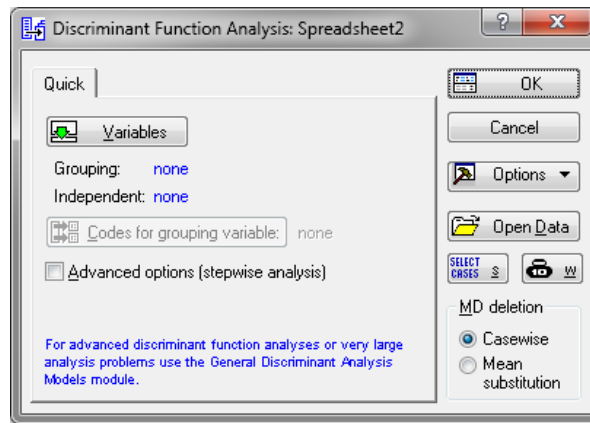 Discriminant Function Analysis: Spreadsheet2
?
X
Quick
Variables
Grouping: none
Independent: none
Codes for grouping variable: none
Advanced options (stepwise analysis)
For advanced discriminant function analyses or very large
analysis problems use the General Discriminant Analysis
Models module.
OK
Cancel
Options
Open Data
SELECT
CASES S
W
MD deletion
Casewise
Mean
substitution